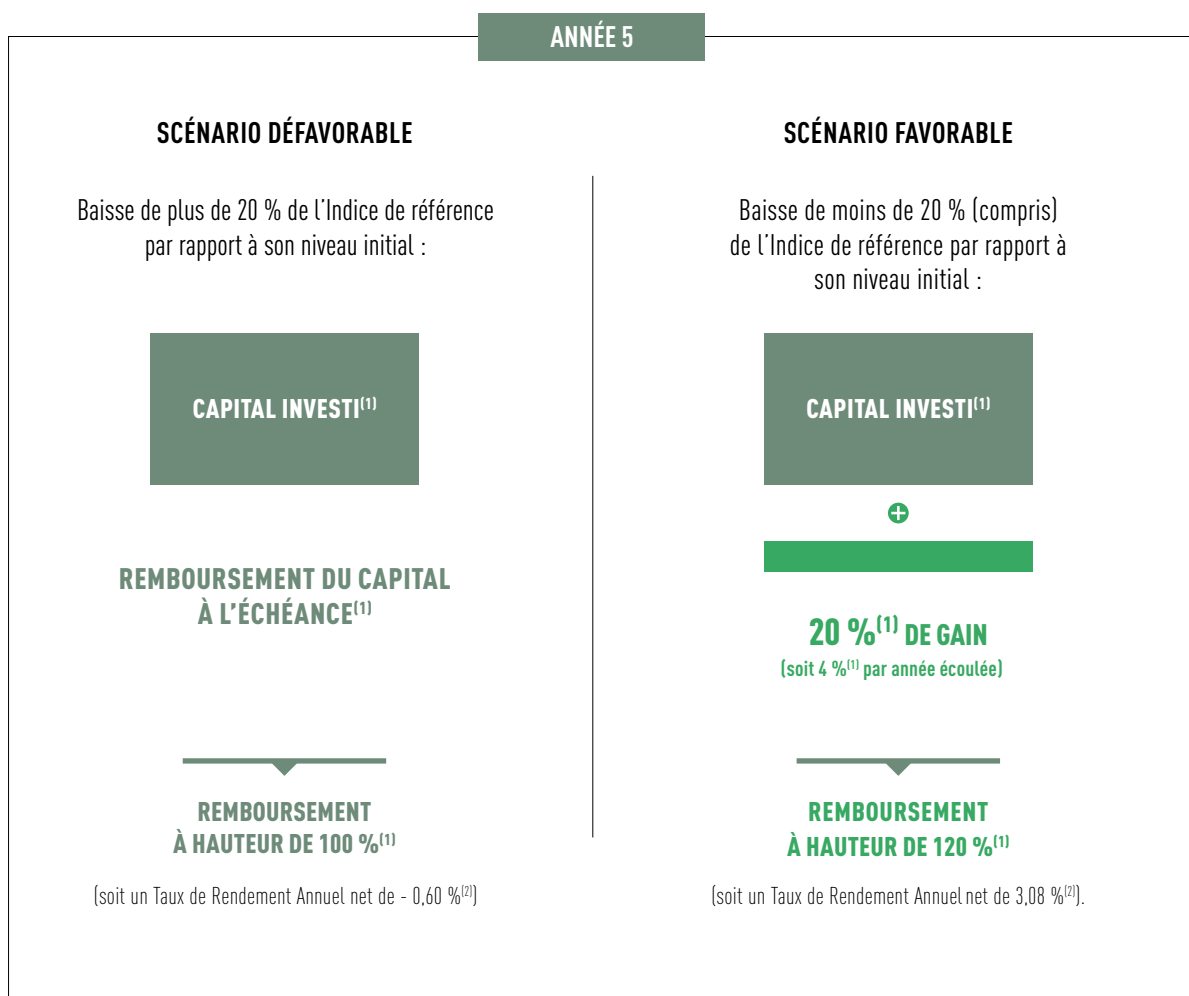 ANNÉE 5
SCÉNARIO DÉFAVORABLE
Baisse de plus de 20 % de l'Indice de référence
par rapport à son niveau initial :
CAPITAL INVESTI(1)
REMBOURSEMENT DU CAPITAL
À L'ÉCHÉANCE(1)
REMBOURSEMENT
À HAUTEUR DE 100 %(1)
(soit un Taux de Rendement Annuel net de - 0,60 %(2))
SCÉNARIO FAVORABLE
Baisse de moins de 20 % (compris)
de l'Indice de référence par rapport à
son niveau initial :
CAPITAL INVESTI(1)
+
20 %(1) DE GAIN
(soit 4 %(1) par année écoulée)
REMBOURSEMENT
À HAUTEUR DE 120 %(1)
(soit un Taux de Rendement Annuel net de 3,08 %(2)).